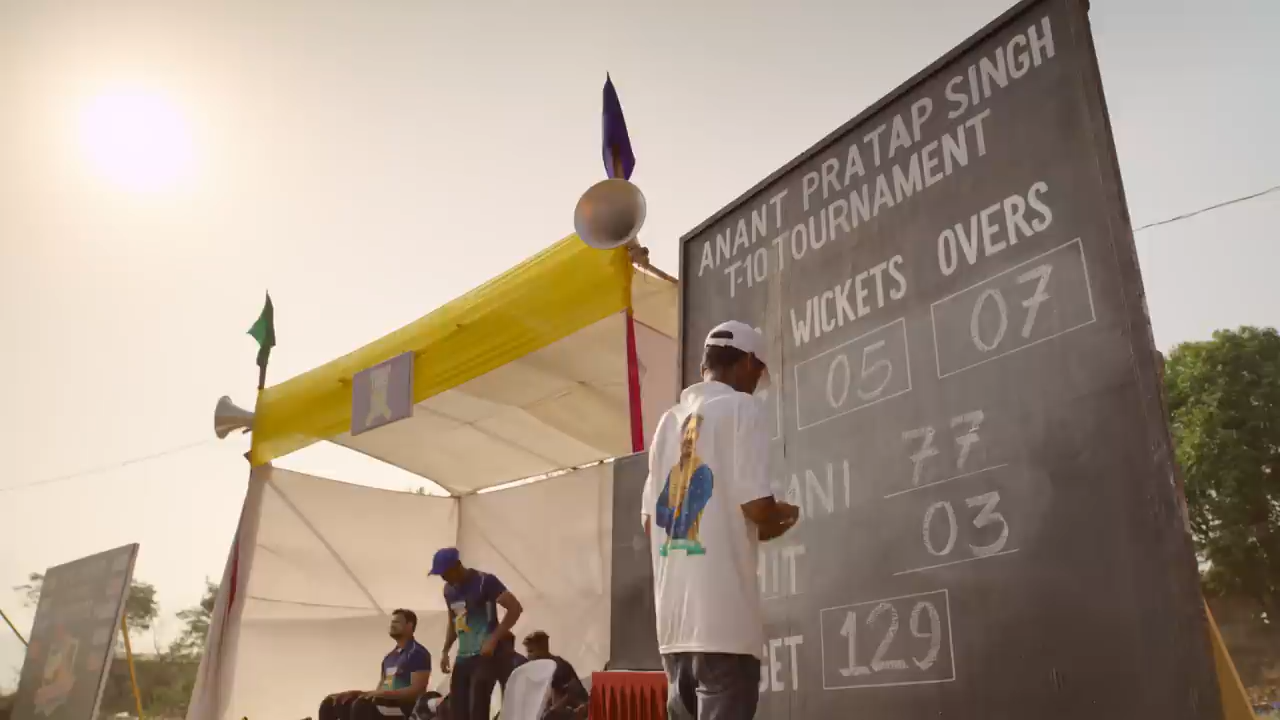 ANANT PRATAP SINGH
T-10 TOURNAMENT
WICKETS OVERS
05 07
77
03
129